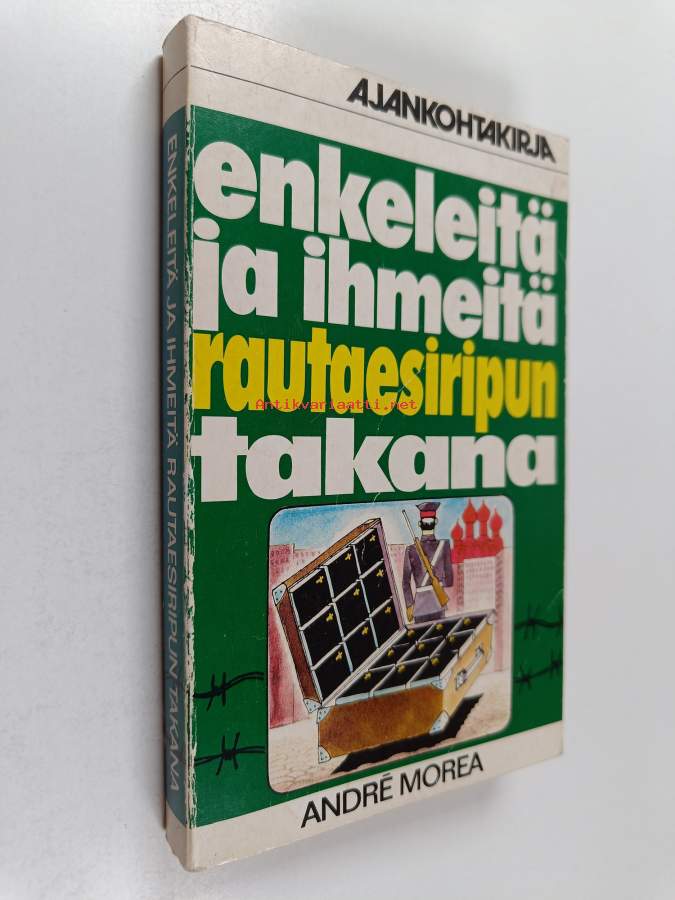 AJANKOHTAKIRJA
enkeleitä
ja ihmeitä
rautaesiripun
takana
Antikvariaatti.net
ANDRÉ MOREA
ENKELEITÄ JA IHMEITÄ RAUTAESIRIPUN TAKANA